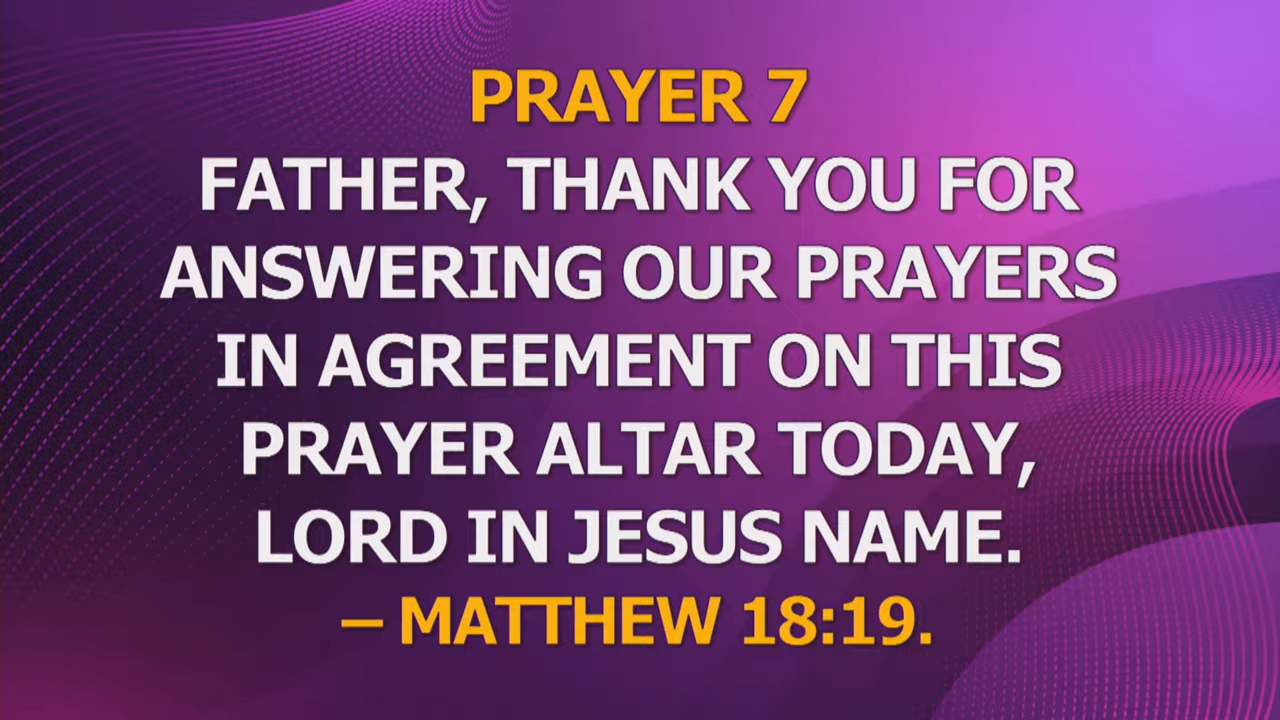 PRAYER 7
FATHER, THANK YOU FOR
ANSWERING OUR PRAYERS
IN AGREEMENT ON THIS
PRAYER ALTAR TODAY,
LORD IN JESUS NAME.
– MATTHEW 18:19.